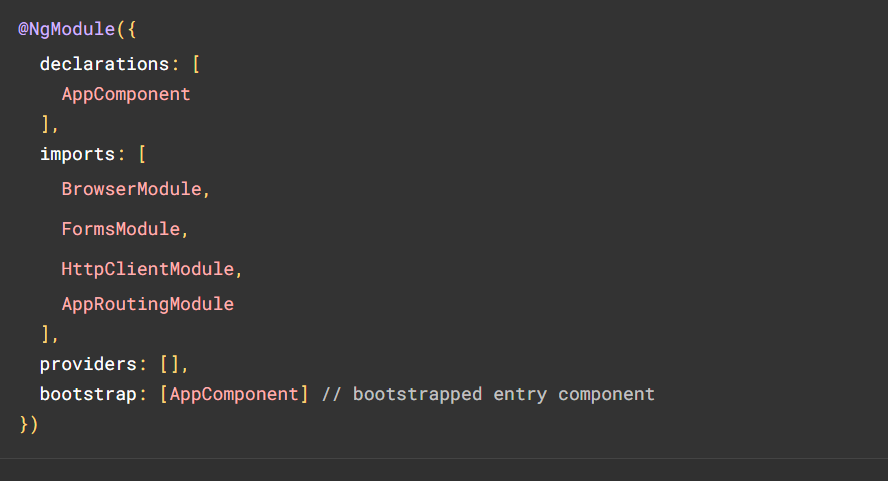 @NgModule({
  declarations: [
    AppComponent
  ],
  imports: [
    BrowserModule,
    FormsModule,
    HttpClientModule,
    AppRoutingModule
  ],
  providers: [],
  bootstrap: [AppComponent] // bootstrapped entry component
})